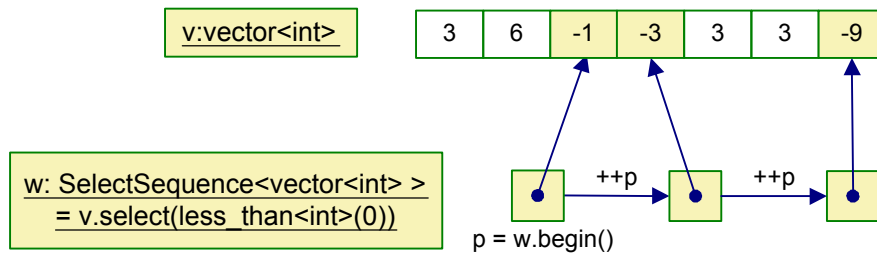 v:vector<int>
3 6 -1 -3 3 3 -9
++p ++p
w: SelectSequence<vector<int> >
= v.select(less_than<int>(0))
p = w.begin()